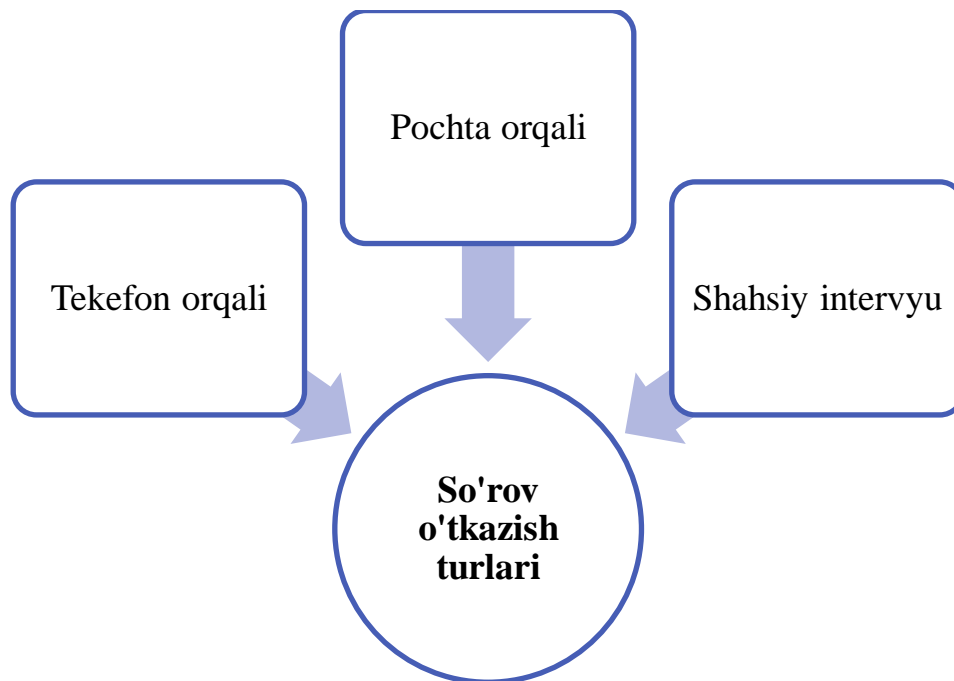 Pochta orqali
Tekefon orqali
Shahsiy intervyu
So'rov
o'tkazish
turlari